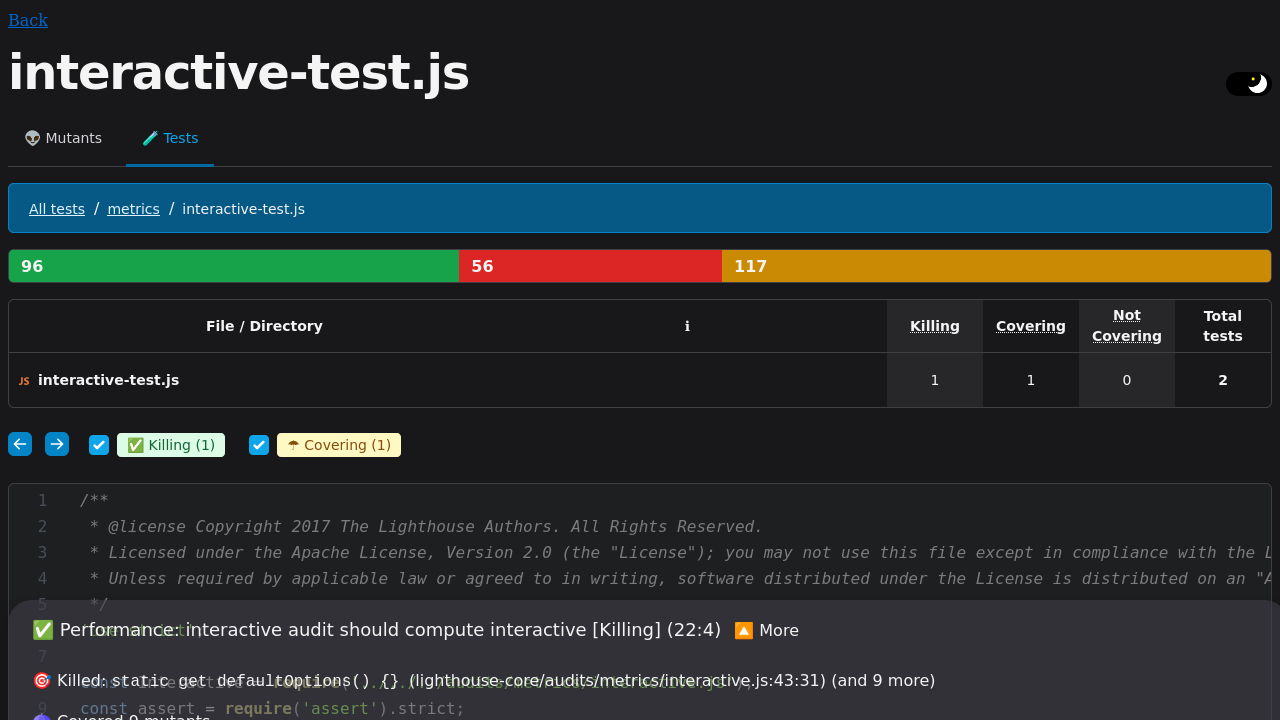 Back
interactive-test.js
👽 Mutants 🧪 Tests
All tests / metrics / interactive-test.js
96 56 117
File / Directory ℹ Killing Covering Not Covering Total tests
JS interactive-test.js 1 1 0 2
← → ✅ Killing (1) ☂ Covering (1)
1 /**
2  * @license Copyright 2017 The Lighthouse Authors. All Rights Reserved.
3  * Licensed under the Apache License, Version 2.0 (the "License"); you may not use this file except in compliance with the L
4  * Unless required by applicable law or agreed to in writing, software distributed under the License is distributed on an "A
5  */
✅ Performance: interactive audit should compute interactive [Killing] (22:4) 🔼 More
7
🎯 Killed: static get defaultOptions() {} (lighthouse-core/audits/metrics/interactive.js:43:31) (and 9 more)
9 const assert = require('assert').strict;
Covered 0 mutants